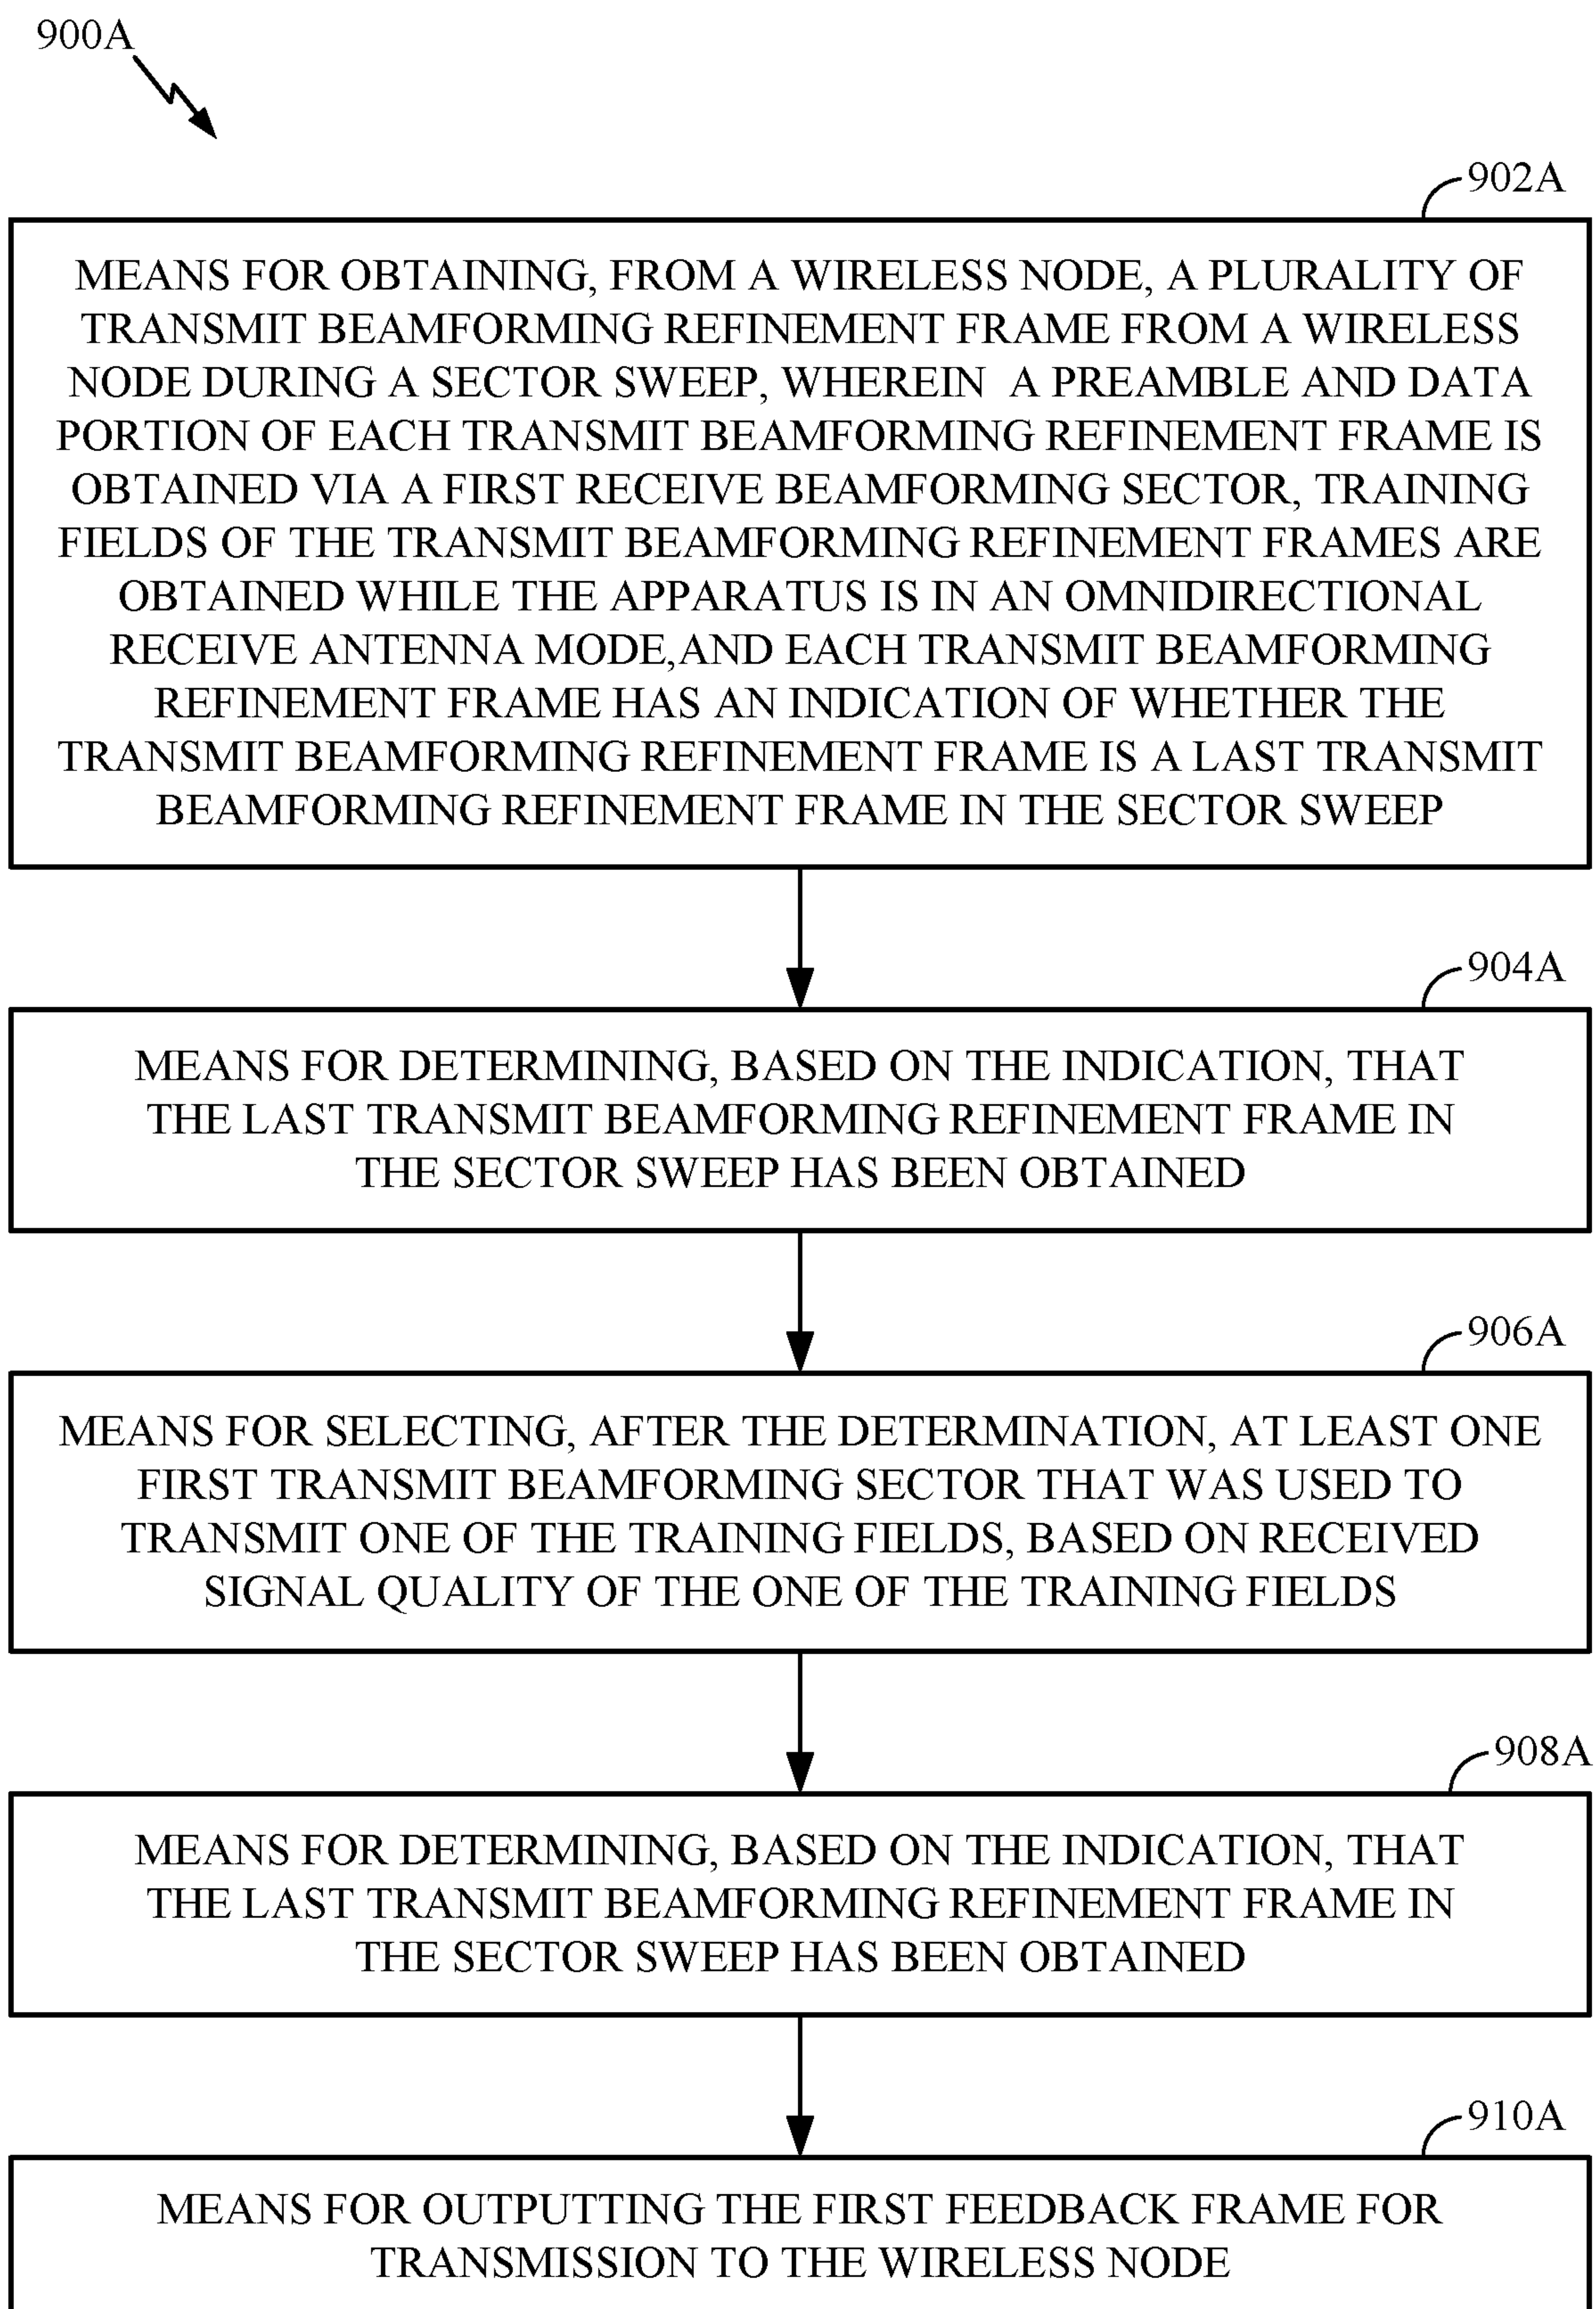 900A
902A
MEANS FOR OBTAINING, FROM A WIRELESS NODE, A PLURALITY OF
TRANSMIT BEAMFORMING REFINEMENT FRAME FROM A WIRELESS
NODE DURING A SECTOR SWEEP, WHEREIN A PREAMBLE AND DATA
PORTION OF EACH TRANSMIT BEAMFORMING REFINEMENT FRAME IS
OBTAINED VIA A FIRST RECEIVE BEAMFORMING SECTOR, TRAINING
FIELDS OF THE TRANSMIT BEAMFORMING REFINEMENT FRAMES ARE
OBTAINED WHILE THE APPARATUS IS IN AN OMNIDIRECTIONAL
RECEIVE ANTENNA MODE,AND EACH TRANSMIT BEAMFORMING
REFINEMENT FRAME HAS AN INDICATION OF WHETHER THE
TRANSMIT BEAMFORMING REFINEMENT FRAME IS A LAST TRANSMIT
BEAMFORMING REFINEMENT FRAME IN THE SECTOR SWEEP
904A
MEANS FOR DETERMINING, BASED ON THE INDICATION, THAT
THE LAST TRANSMIT BEAMFORMING REFINEMENT FRAME IN
THE SECTOR SWEEP HAS BEEN OBTAINED
906A
MEANS FOR SELECTING, AFTER THE DETERMINATION, AT LEAST ONE
FIRST TRANSMIT BEAMFORMING SECTOR THAT WAS USED TO
TRANSMIT ONE OF THE TRAINING FIELDS, BASED ON RECEIVED
SIGNAL QUALITY OF THE ONE OF THE TRAINING FIELDS
908A
MEANS FOR DETERMINING, BASED ON THE INDICATION, THAT
THE LAST TRANSMIT BEAMFORMING REFINEMENT FRAME IN
THE SECTOR SWEEP HAS BEEN OBTAINED
910A
MEANS FOR OUTPUTTING THE FIRST FEEDBACK FRAME FOR
TRANSMISSION TO THE WIRELESS NODE